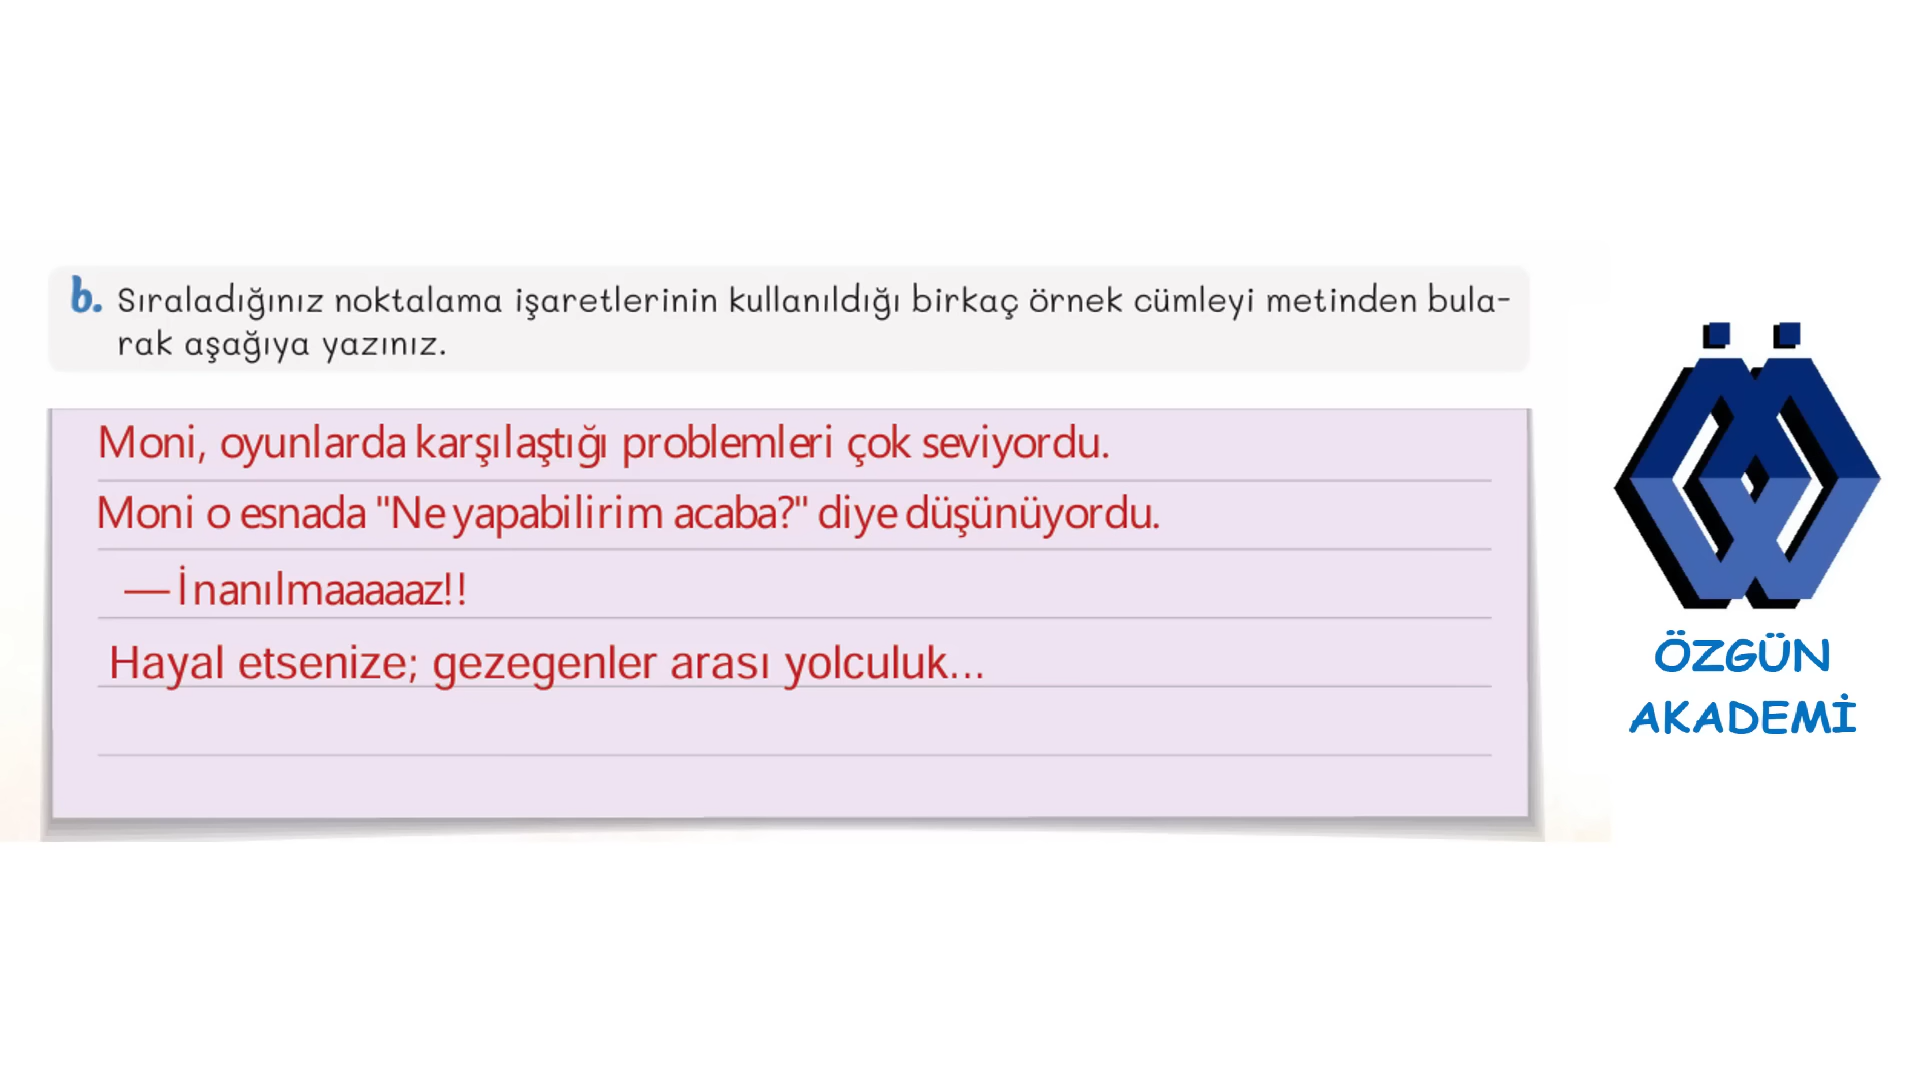 b. Sıraladığınız noktalama işaretlerinin kullanıldığı birkaç örnek cümleyi metinden bula-
rak aşağıya yazınız.
Moni, oyunlarda karşılaştığı problemleri çok seviyordu.
Moni o esnada "Ne yapabilirim acaba?" diye düşünüyordu.
— İnanılmaaaaaz!!
Hayal etsenize; gezegenler arası yolculuk...
ÖZGÜN
AKADEMİ